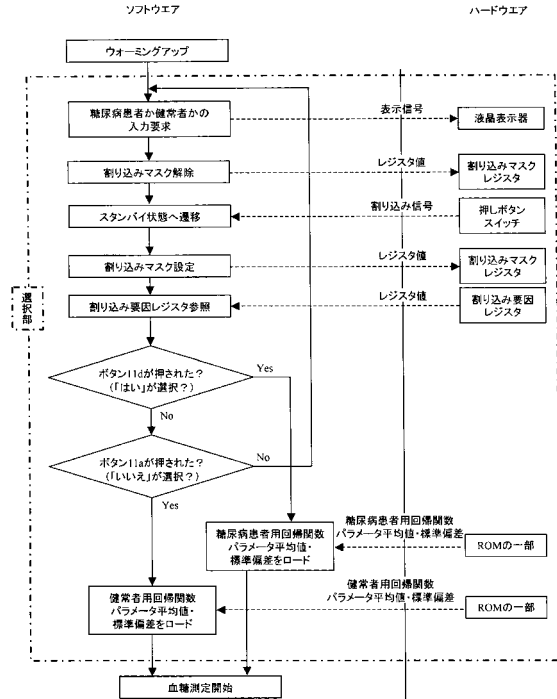 ソフトウエア
ハードウエア
ウォーミングアップ
糖尿病患者か健常者かの
入力要求
表示信号
液晶表示器
割り込みマスク解除
レジスタ値
割り込みマスク
レジスタ
スタンバイ状態へ遷移
割り込み信号
押しボタン
スイッチ
割り込みマスク設定
レジスタ値
割り込みマスク
レジスタ
選択部
割り込み要因レジスタ参照
レジスタ値
割り込み要因
レジスタ
ボタン11dが押された?
(「はい」が選択?)
Yes
No
ボタン11aが押された?
(「いいえ」が選択?)
No
Yes
糖尿病患者用回帰関数
パラメータ平均値・
標準偏差をロード
糖尿病患者用回帰関数
パラメータ平均値・標準偏差
ROMの一部
健常者用回帰関数
パラメータ平均値・
標準偏差をロード
健常者用回帰関数
パラメータ平均値・標準偏差
ROMの一部
血糖測定開始